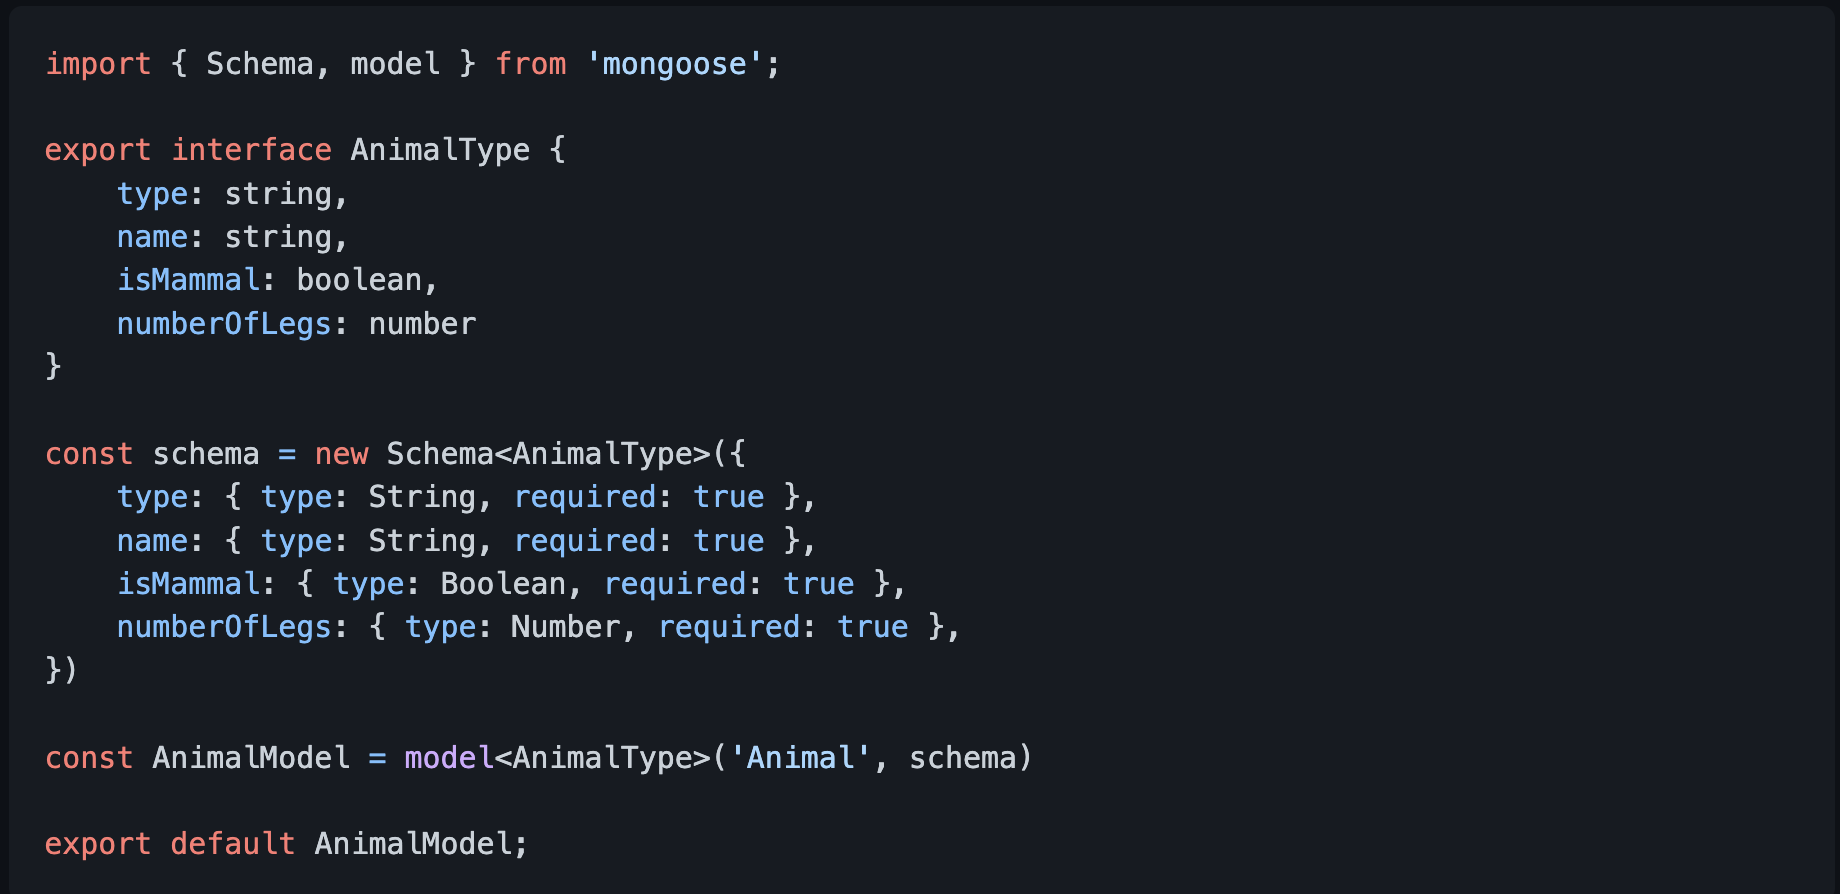 import { Schema, model } from 'mongoose';

export interface AnimalType {
    type: string,
    name: string,
    isMammal: boolean,
    numberOfLegs: number
}

const schema = new Schema<AnimalType>({
    type: { type: String, required: true },
    name: { type: String, required: true },
    isMammal: { type: Boolean, required: true },
    numberOfLegs: { type: Number, required: true },
})

const AnimalModel = model<AnimalType>('Animal', schema)

export default AnimalModel;